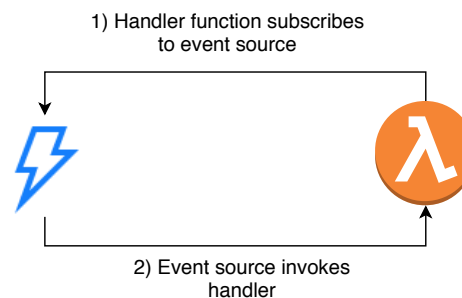 1) Handler function subscribes
to event source
2) Event source invokes
handler